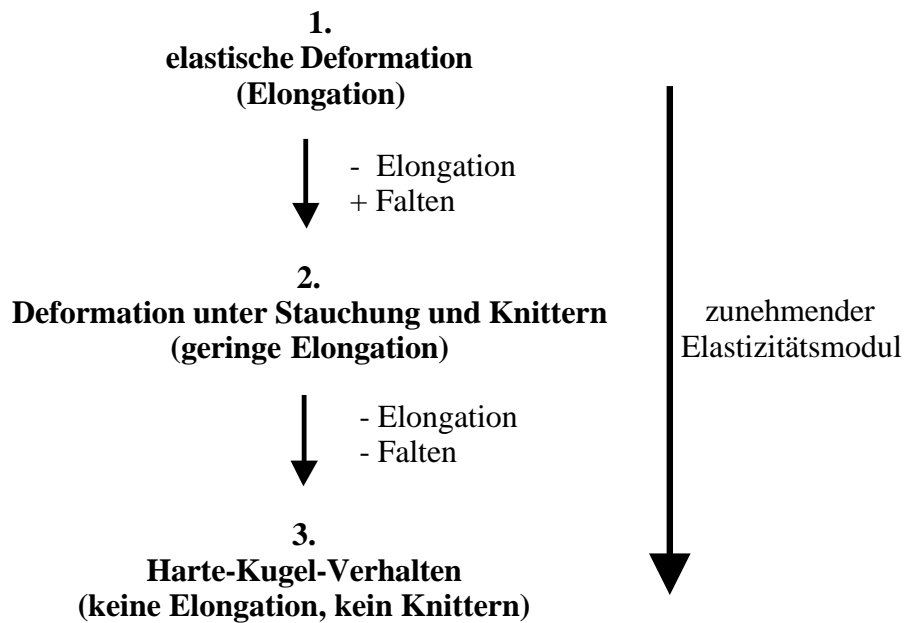 1.
elastische Deformation
(Elongation)
- Elongation
+ Falten
2.
Deformation unter Stauchung und Knittern
(geringe Elongation)
zunehmender
Elastizitätsmodul
- Elongation
- Falten
3.
Harte-Kugel-Verhalten
(keine Elongation, kein Knittern)